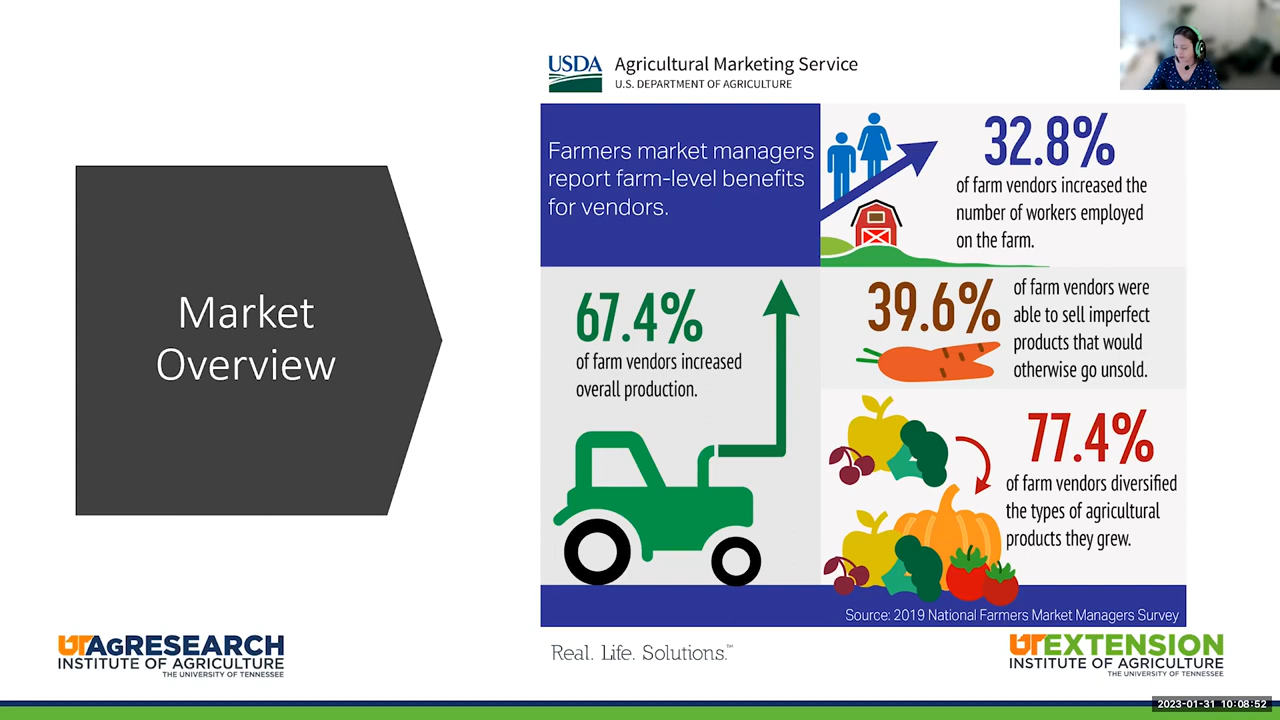 USDA
Agricultural Marketing Service
U.S. DEPARTMENT OF AGRICULTURE
Market
Overview
Farmers market managers
report farm-level benefits
for vendors.
32.8%
of farm vendors increased the
number of workers employed
on the farm.
67.4%
of farm vendors increased
overall production.
39.6%
of farm vendors were
able to sell imperfect
products that would
otherwise go unsold.
77.4%
of farm vendors diversified
the types of agricultural
products they grew.
Source: 2019 National Farmers Market Managers Survey
UTAGRESEARCH
INSTITUTE OF AGRICULTURE
THE UNIVERSITY OF TENNESSEE
Real. Life. Solutions.™
UTEXTENSION
INSTITUTE OF AGRICULTURE
THE UNIVERSITY OF TENNESSEE
2023-01-31 10:08:52